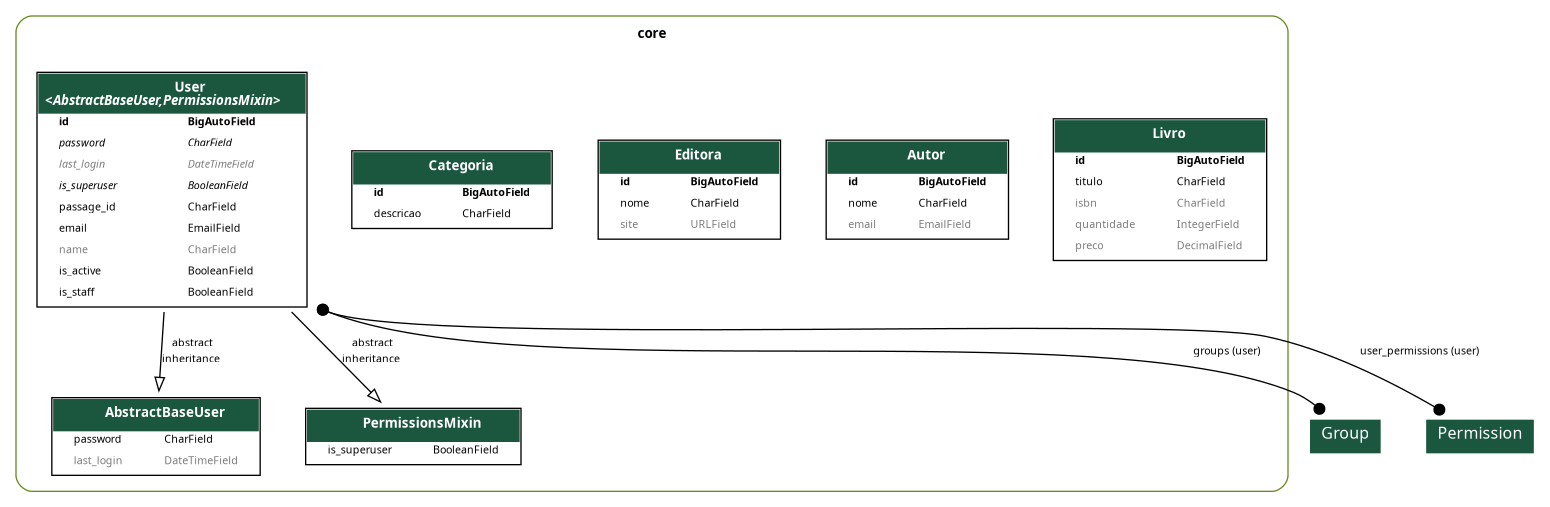 core
User
<AbstractBaseUser,PermissionsMixin>
id BigAutoField
password CharField
last_login DateTimeField
is_superuser BooleanField
passage_id CharField
email EmailField
name CharField
is_active BooleanField
is_staff BooleanField
Categoria
id BigAutoField
descricao CharField
Editora
id BigAutoField
nome CharField
site URLField
Autor
id BigAutoField
nome CharField
email EmailField
Livro
id BigAutoField
titulo CharField
isbn CharField
quantidade IntegerField
preco DecimalField
abstract
inheritance
abstract
inheritance
groups (user)
user_permissions (user)
AbstractBaseUser
password CharField
last_login DateTimeField
PermissionsMixin
is_superuser BooleanField
Group
Permission